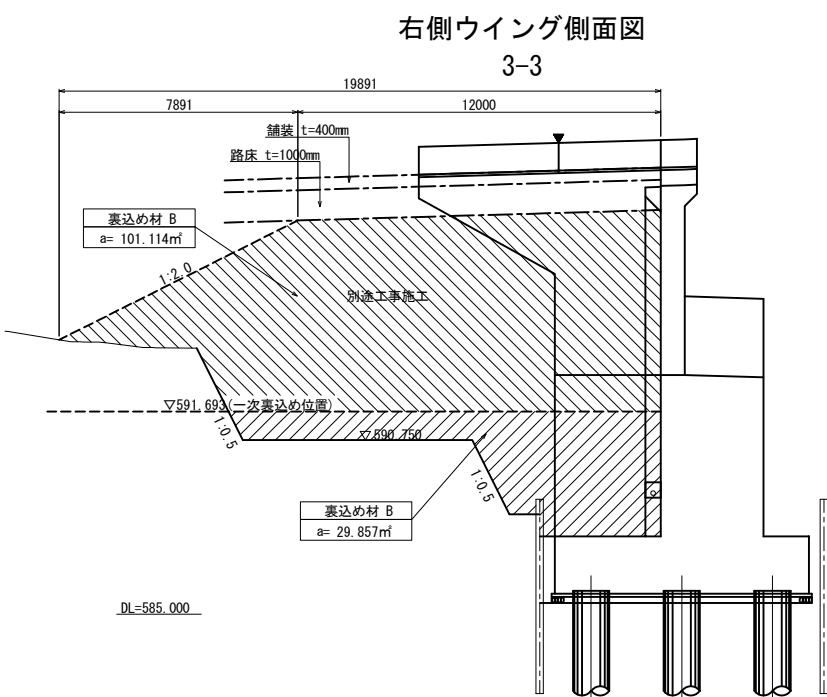 右側ウイング側面図
3-3
19891
7891
12000
舗装 t=400mm
路床 t=1000mm
裏込め材 B
a= 101.114㎡
1:2.0
別途工事施工
▽591.693(一次裏込め位置)
▽590.750
1:0.5
1:0.5
裏込め材 B
a= 29.857㎡
DL=585.000